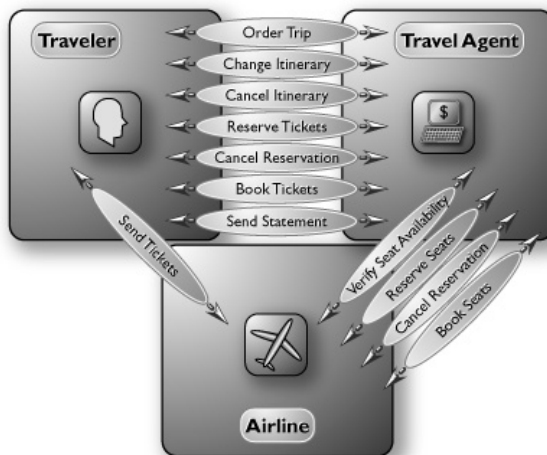 Traveler
Travel Agent
Order Trip
Change Itinerary
Cancel Itinerary
Reserve Tickets
Cancel Reservation
Book Tickets
Send Statement
$
Send Tickets
Verify Seat Availability
Reserve Seats
Cancel Reservation
Book Seats
Airline